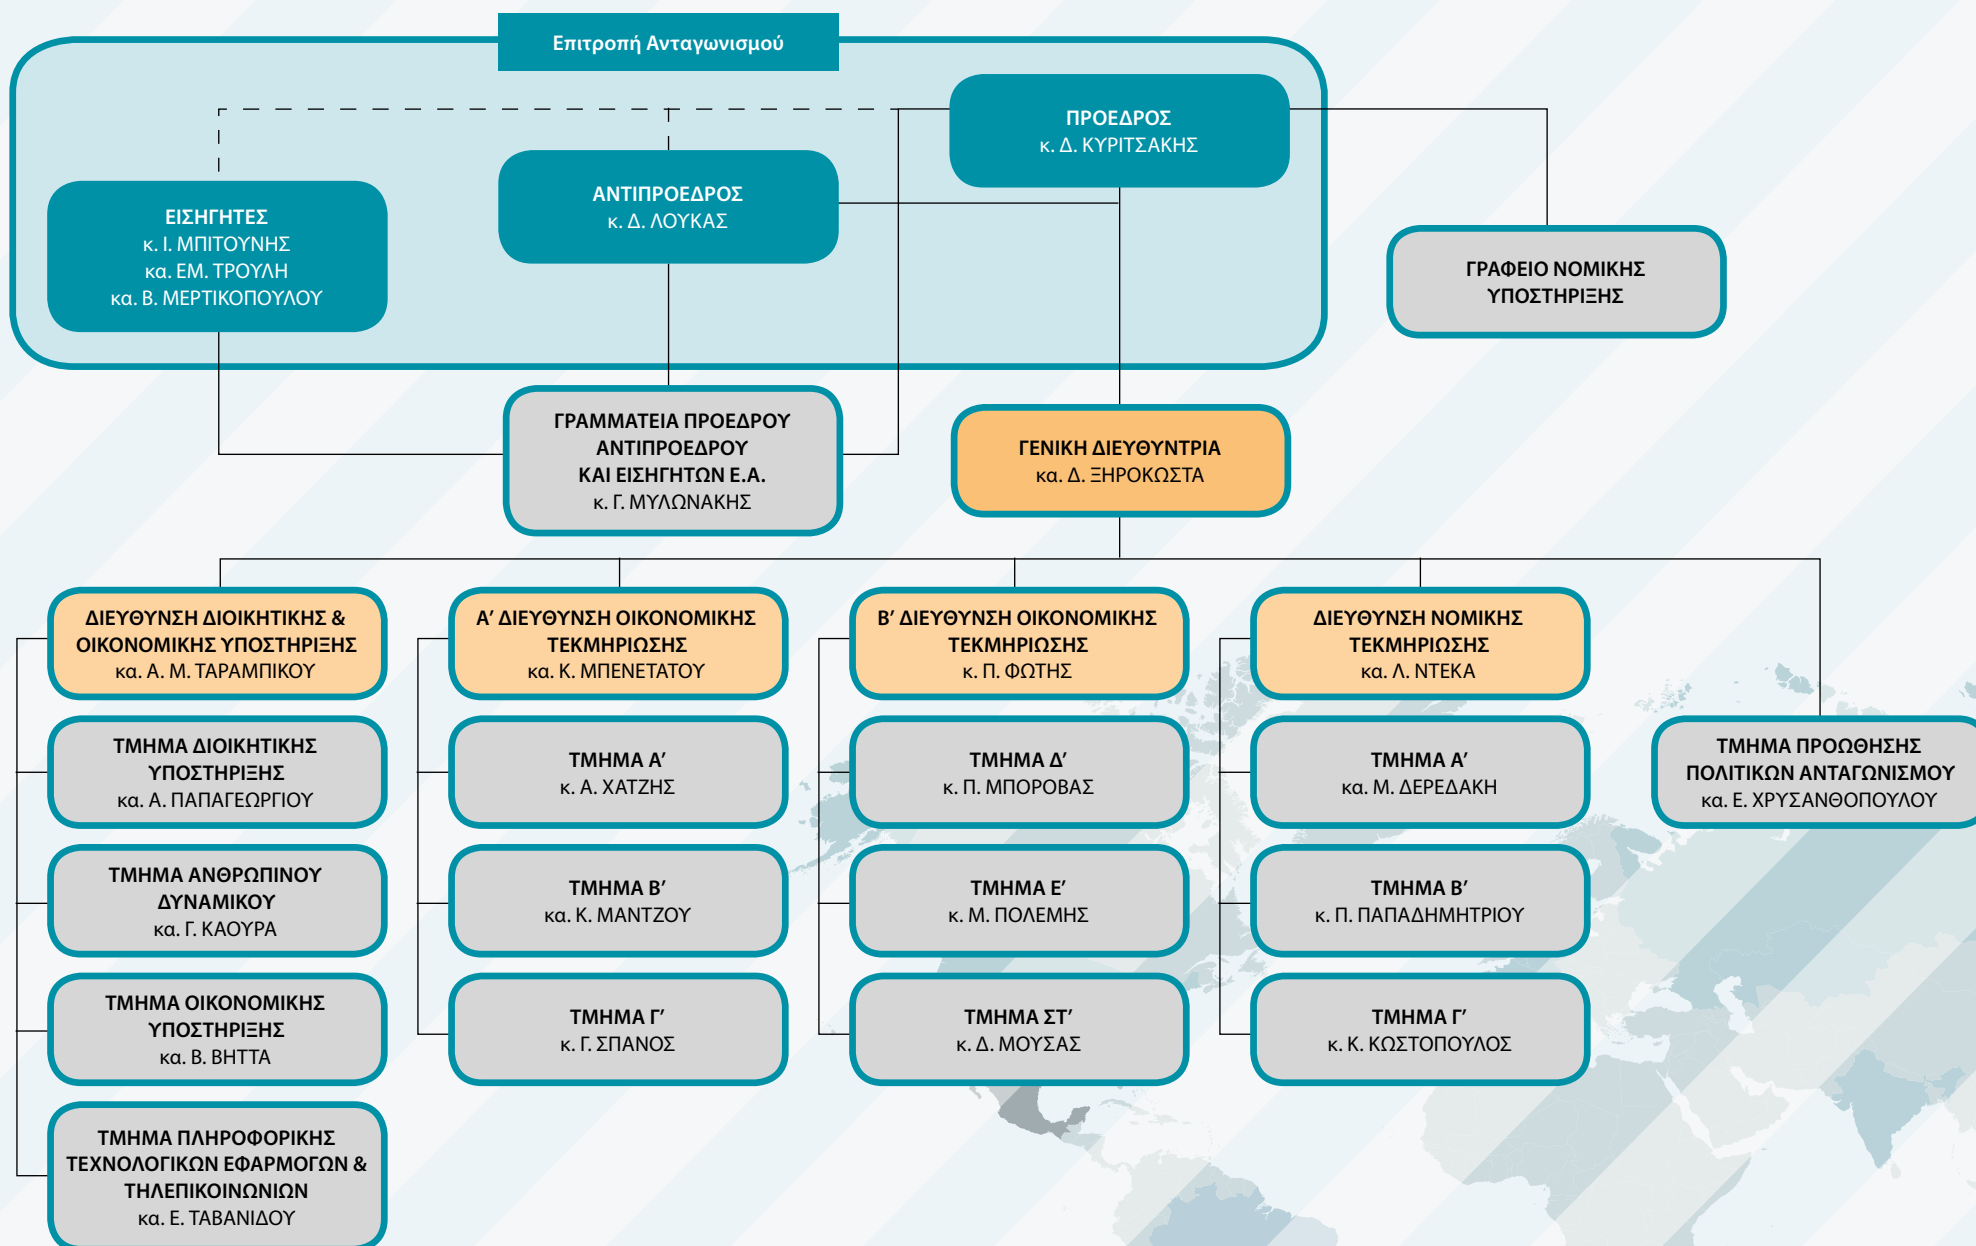 Επιτροπή Ανταγωνισμού
ΠΡΟΕΔΡΟΣ
κ. Δ. ΚΥΡΙΤΣΑΚΗΣ
ΑΝΤΙΠΡΟΕΔΡΟΣ
κ. Δ. ΛΟΥΚΑΣ
ΕΙΣΗΓΗΤΕΣ
κ. Ι. ΜΠΙΤΟΥΝΗΣ
κα. ΕΜ. ΤΡΟΥΛΗ
κα. Β. ΜΕΡΤΙΚΟΠΟΥΛΟΥ
ΓΡΑΦΕΙΟ ΝΟΜΙΚΗΣ
ΥΠΟΣΤΗΡΙΞΗΣ
ΓΡΑΜΜΑΤΕΙΑ ΠΡΟΕΔΡΟΥ
ΑΝΤΙΠΡΟΕΔΡΟΥ
ΚΑΙ ΕΙΣΗΓΗΤΩΝ Ε.Α.
κ. Γ. ΜΥΛΩΝΑΚΗΣ
ΓΕΝΙΚΗ ΔΙΕΥΘΥΝΤΡΙΑ
κα. Δ. ΞΗΡΟΚΩΣΤΑ
ΔΙΕΥΘΥΝΣΗ ΔΙΟΙΚΗΤΙΚΗΣ &
ΟΙΚΟΝΟΜΙΚΗΣ ΥΠΟΣΤΗΡΙΞΗΣ
κα. Α. Μ. ΤΑΡΑΜΠΙΚΟΥ
ΤΜΗΜΑ ΔΙΟΙΚΗΤΙΚΗΣ
ΥΠΟΣΤΗΡΙΞΗΣ
κα. Α. ΠΑΠΑΓΕΩΡΓΙΟΥ
ΤΜΗΜΑ ΑΝΘΡΩΠΙΝΟΥ
ΔΥΝΑΜΙΚΟΥ
κα. Γ. ΚΑΟΥΡΑ
ΤΜΗΜΑ ΟΙΚΟΝΟΜΙΚΗΣ
ΥΠΟΣΤΗΡΙΞΗΣ
κα. Β. ΒΗΤΤΑ
ΤΜΗΜΑ ΠΛΗΡΟΦΟΡΙΚΗΣ
ΤΕΧΝΟΛΟΓΙΚΩΝ ΕΦΑΡΜΟΓΩΝ &
ΤΗΛΕΠΙΚΟΙΝΩΝΙΩΝ
κα. Ε. ΤΑΒΑΝΙΔΟΥ
Α’ ΔΙΕΥΘΥΝΣΗ ΟΙΚΟΝΟΜΙΚΗΣ
ΤΕΚΜΗΡΙΩΣΗΣ
κα. Κ. ΜΠΕΝΕΤΑΤΟΥ
ΤΜΗΜΑ Α’
κ. Α. ΧΑΤΖΗΣ
ΤΜΗΜΑ Β’
κα. Κ. ΜΑΝΤΖΟΥ
ΤΜΗΜΑ Γ’
κ. Γ. ΣΠΑΝΟΣ
Β’ ΔΙΕΥΘΥΝΣΗ ΟΙΚΟΝΟΜΙΚΗΣ
ΤΕΚΜΗΡΙΩΣΗΣ
κ. Π. ΦΩΤΗΣ
ΤΜΗΜΑ Δ’
κ. Π. ΜΠΟΡΟΒΑΣ
ΤΜΗΜΑ Ε’
κ. Μ. ΠΟΛΕΜΗΣ
ΤΜΗΜΑ ΣΤ’
κ. Δ. ΜΟΥΣΑΣ
ΔΙΕΥΘΥΝΣΗ ΝΟΜΙΚΗΣ
ΤΕΚΜΗΡΙΩΣΗΣ
κα. Λ. ΝΤΕΚΑ
ΤΜΗΜΑ Α’
κα. Μ. ΔΕΡΕΔΑΚΗ
ΤΜΗΜΑ Β’
κ. Π. ΠΑΠΑΔΗΜΗΤΡΙΟΥ
ΤΜΗΜΑ Γ’
κ. Κ. ΚΩΣΤΟΠΟΥΛΟΣ
ΤΜΗΜΑ ΠΡΟΩΘΗΣΗΣ
ΠΟΛΙΤΙΚΩΝ ΑΝΤΑΓΩΝΙΣΜΟΥ
κα. Ε. ΧΡΥΣΑΝΘΟΠΟΥΛΟΥ